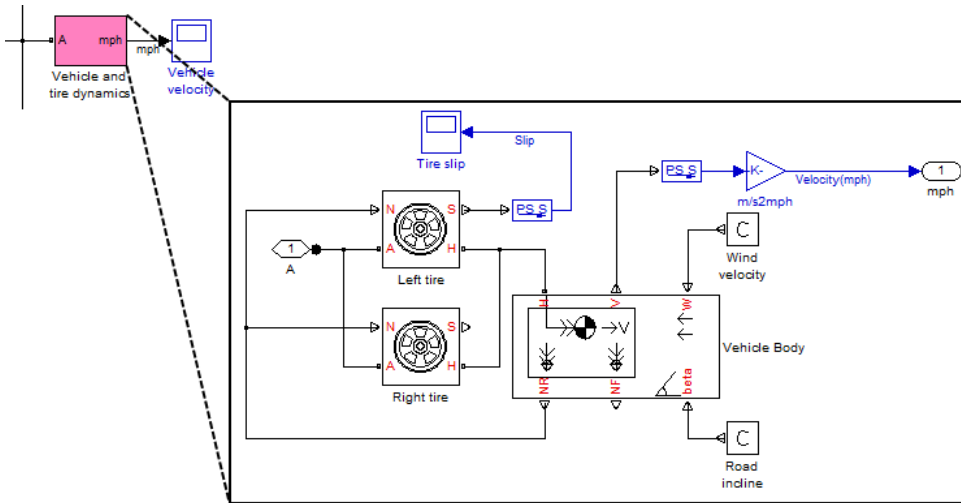 A
mph
mph
Vehicle and
tire dynamics
Vehicle
velocity
Tire slip
Slip
PS S
K-
m/s2mph
Velocity(mph)
1
mph
N
S
A
H
Left tire
PS S
1
A
C
Wind
velocity
N
S
A
H
Right tire
H
V
W
V
NR
NF
beta
Vehicle Body
C
Road
incline